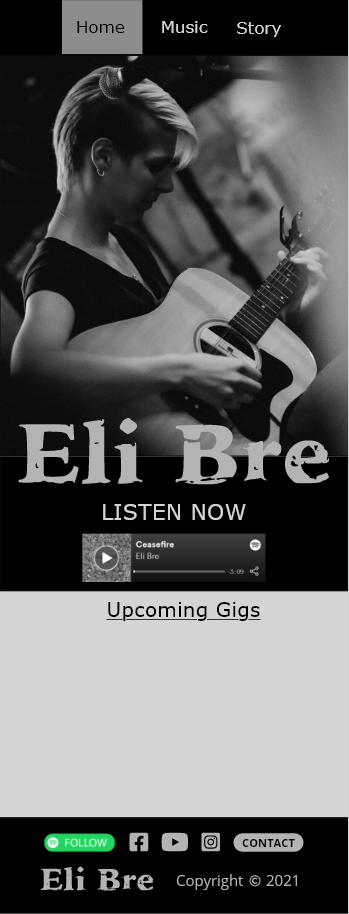 Home Music Story
Eli Bre
LISTEN NOW
Ceasefire
Eli Bre
-3:09
Upcoming Gigs
FOLLOW CONTACT
Eli Bre Copyright © 2021